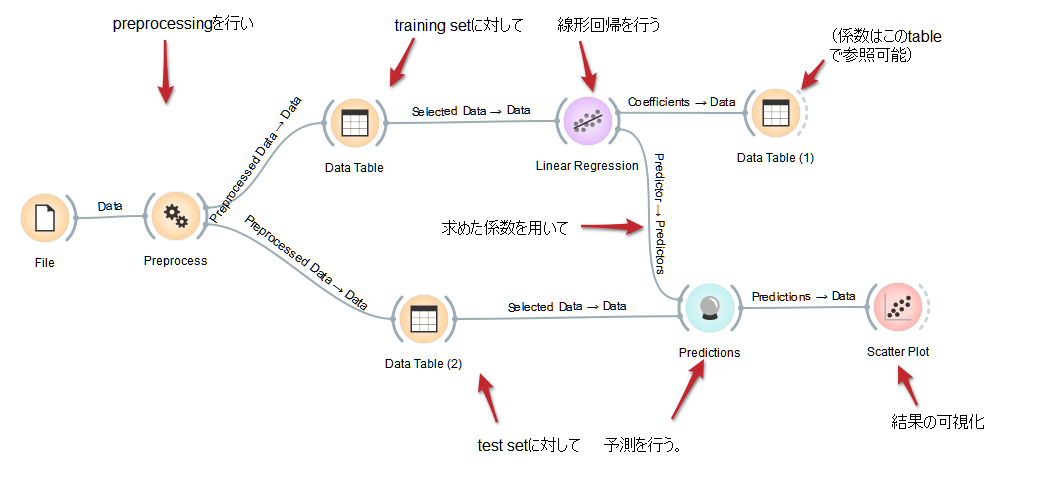 preprocessingを行い
training setに対して
線形回帰を行う
（係数はこのtable
で参照可能）
Preprocessed Data → Data
Selected Data → Data
Coefficients → Data
Data Table
Linear Regression
Data Table (1)
Data
Preprocessed Data → Data
Predictor → Predictors
求めた係数を用いて
File
Preprocess
Selected Data → Data
Predictions → Data
Data Table (2)
Predictions
Scatter Plot
test setに対して
予測を行う。
結果の可視化